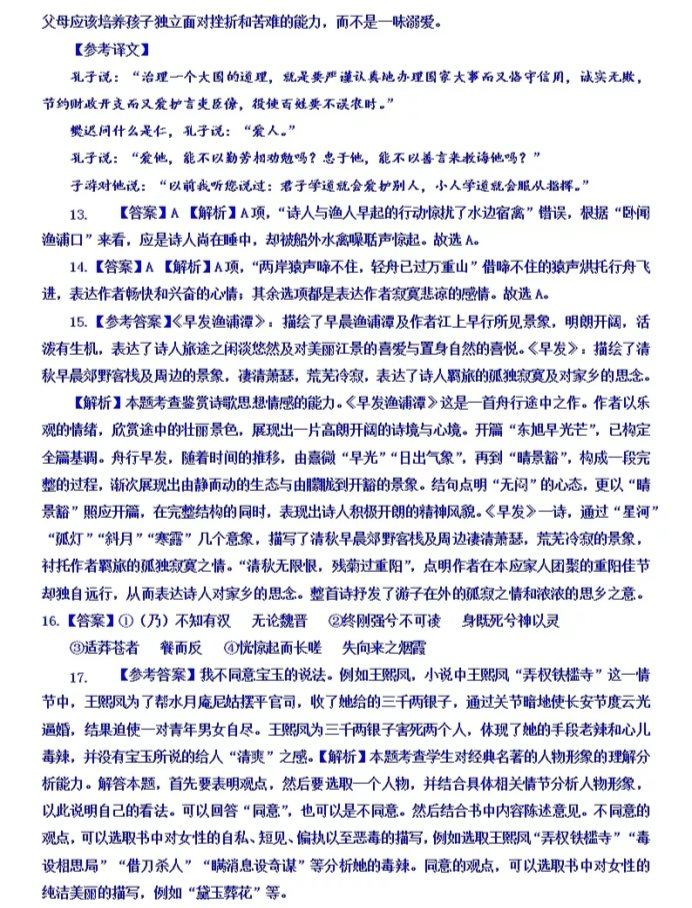 父母应该培养孩子独立面对挫折和苦难的能力，而不是一味溺爱。
【参考译文】
孔子说：“治理一个大国的道理，就是要严谨认真地办理国家大事而又恪守信用，诚实无欺，
节约财政开支而又爱护官吏臣僚，役使百姓要不误农时。”
樊迟问什么是仁，孔子说：“爱人。”
孔子说：“爱他，能不以勤劳相劝勉吗？忠于他，能不以善言来教诲他吗？”
子游对他说：“以前我听您说过：君子学道就会爱护别人，小人学道就会服从指挥。”
13. 【答案】A 【解析】A项，“诗人与渔人早起的行动惊扰了水边宿禽”错误，根据“卧闻
渔浦口”来看，应是诗人尚在睡中，却被船外水禽噪聒声惊起。故选A。
14.【答案】A 【解析】A项，“两岸猿声啼不住，轻舟已过万重山”借啼不住的猿声烘托行舟飞
进，表达作者畅快和兴奋的心情；其余选项都是表达作者寂寞悲凉的感情。故选A。
15.【参考答案】《早发渔浦潭》：描绘了早晨渔浦潭及作者江上早行所见景象，明朗开阔，活
泼有生机，表达了诗人旅途之闲淡悠然及对美丽江景的喜爱与置身自然的喜悦。《早发》：描绘了清
秋早晨郊野客栈及周边的景象，凄清萧瑟，荒芜冷寂，表达了诗人羁旅的孤独寂寞及对家乡的思念。
【解析】本题考查鉴赏诗歌思想情感的能力。《早发渔浦潭》这是一首舟行途中之作。作者以乐
观的情绪，欣赏途中的壮丽景色，展现出一片高朗开阔的诗境与心境。开篇“东旭早光芒”，已构定
全篇基调。舟行早发，随着时间的推移，由熹微“早光”“日出气象”，再到“晴景豁”，构成一段完
整的过程，渐次展现出由静而动的生态与由朦胧到开豁的景象。结句点明“无闷”的心态，更以“晴
景豁”照应开篇，在完整结构的同时，表现出诗人积极开朗的精神风貌。《早发》一诗，通过“星河”
“孤灯”“斜月”“寒露”几个意象，描写了清秋早晨郊野客栈及周边凄清萧瑟，荒芜冷寂的景象，
衬托作者羁旅的孤独寂寞之情。“清秋无限恨，残菊过重阳”，点明作者在本应家人团聚的重阳佳节
却独自远行，从而表达诗人对家乡的思念。整首诗抒发了游子在外的孤寂之情和浓浓的思乡之意。
16.【答案】①（乃）不知有汉 无论魏晋 ②终刚强兮不可凌 身既死兮神以灵
③适莽苍者 餐而反 ④恍惊起而长嗟 失向来之烟霞
17. 【参考答案】我不同意宝玉的说法。例如王熙凤，小说中王熙凤“弄权铁槛寺”这一情
节中，王熙凤为了帮水月庵尼姑摆平官司，收了她给的三千两银子，通过关节暗地使长安节度云光
逼婚，结果迫使一对青年男女自尽。王熙凤为三千两银子害死两个人，体现了她的手段老辣和心儿
毒辣，并没有宝玉所说的给人“清爽”之感。【解析】本题考查学生对经典名著的人物形象的理解分
析能力。解答本题，首先要表明观点，然后要选取一个人物，并结合具体相关情节分析人物形象，
以此说明自己的看法。可以回答“同意”，也可以是不同意。然后结合书中内容陈述意见。不同意的
观点，可以选取书中对女性的自私、短见、偏执以至恶毒的描写，例如选取王熙凤“弄权铁槛寺”“毒
设相思局”“借刀杀人”“瞒消息设奇谋”等分析她的毒辣。同意的观点，可以选取书中对女性的
纯洁美丽的描写，例如“黛玉葬花”等。